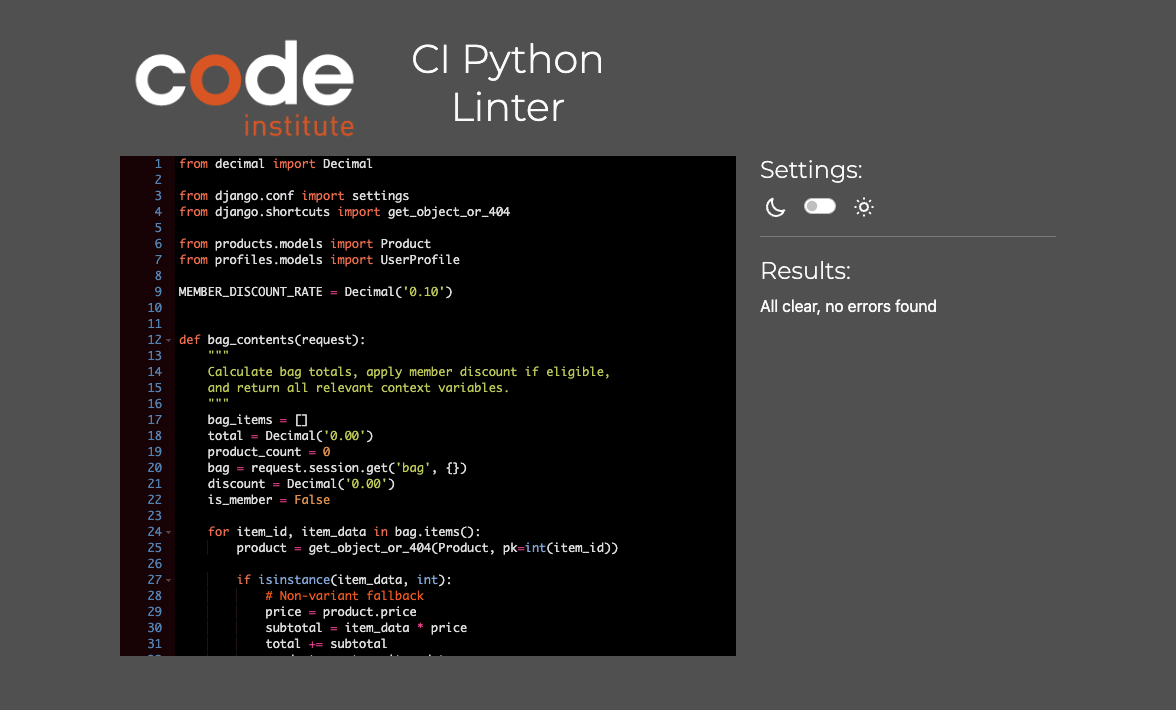 code
institute
CI Python
Linter
1 from decimal import Decimal
2
3 from django.conf import settings
4 from django.shortcuts import get_object_or_404
5
6 from products.models import Product
7 from profiles.models import UserProfile
8
9 MEMBER_DISCOUNT_RATE = Decimal('0.10')
10
11
12 def bag_contents(request):
13     """
14     Calculate bag totals, apply member discount if eligible,
15     and return all relevant context variables.
16     """
17     bag_items = []
18     total = Decimal('0.00')
19     product_count = 0
20     bag = request.session.get('bag', {})
21     discount = Decimal('0.00')
22     is_member = False
23
24     for item_id, item_data in bag.items():
25         product = get_object_or_404(Product, pk=int(item_id))
26
27         if isinstance(item_data, int):
28             # Non-variant fallback
29             price = product.price
30             subtotal = item_data * price
31             total += subtotal
Settings:
Results:
All clear, no errors found